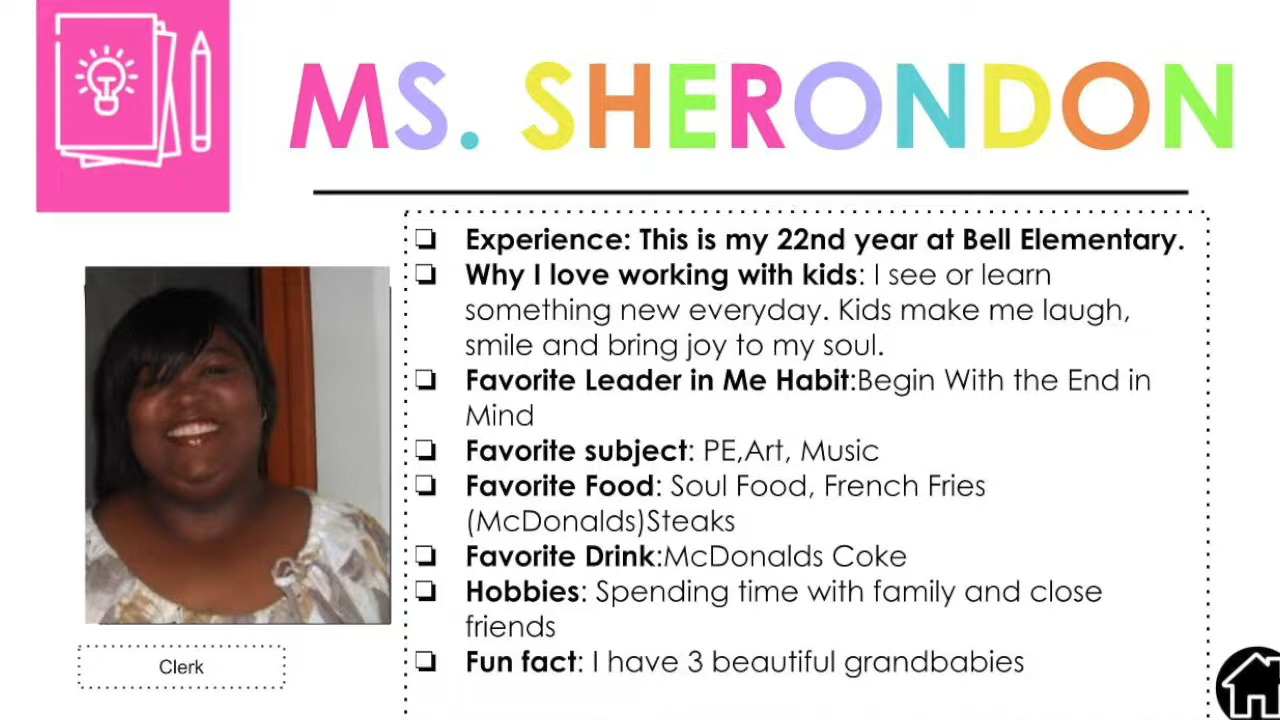 MS. SHERONDON
Experience: This is my 22nd year at Bell Elementary.
Why I love working with kids: I see or learn
something new everyday. Kids make me laugh,
smile and bring joy to my soul.
Favorite Leader in Me Habit:Begin With the End in
Mind
Favorite subject: PE,Art, Music
Favorite Food: Soul Food, French Fries
(McDonalds)Steaks
Favorite Drink:McDonalds Coke
Hobbies: Spending time with family and close
friends
Fun fact: I have 3 beautiful grandbabies
Clerk